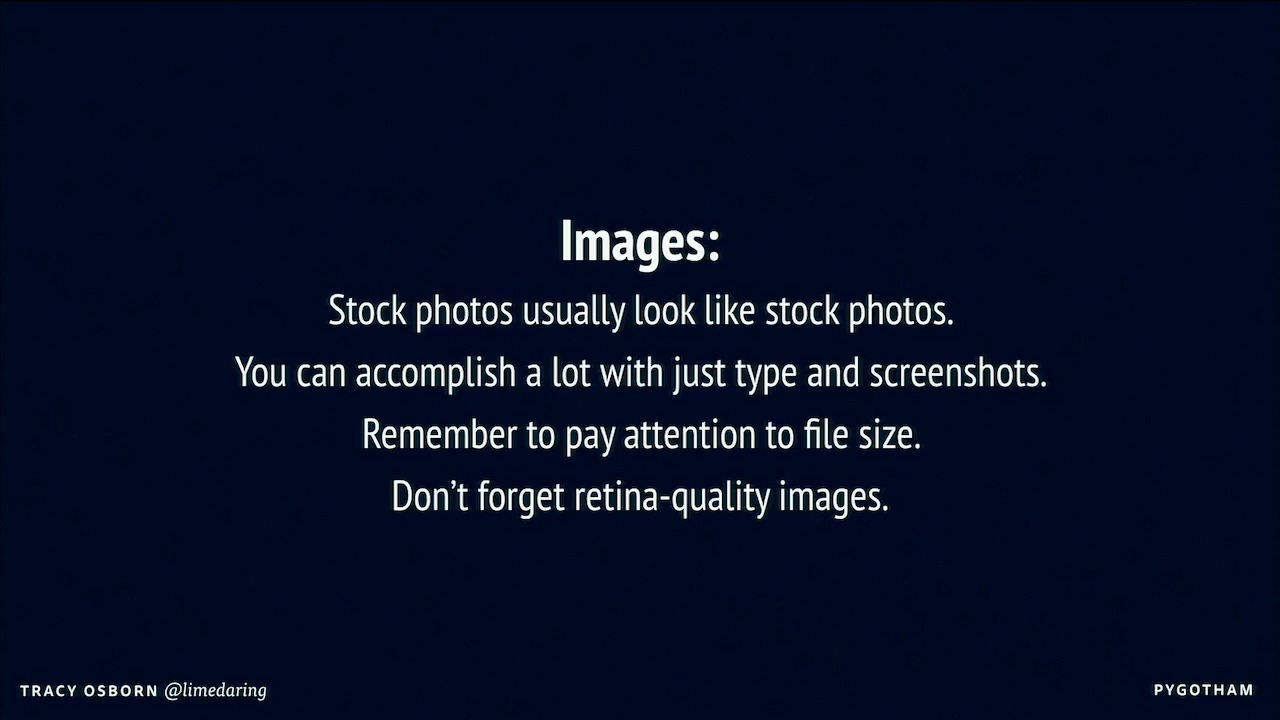 Images:
Stock photos usually look like stock photos.
You can accomplish a lot with just type and screenshots.
Remember to pay attention to file size.
Don’t forget retina-quality images.
TRACY OSBORN @limedaring
PYGOTHAM